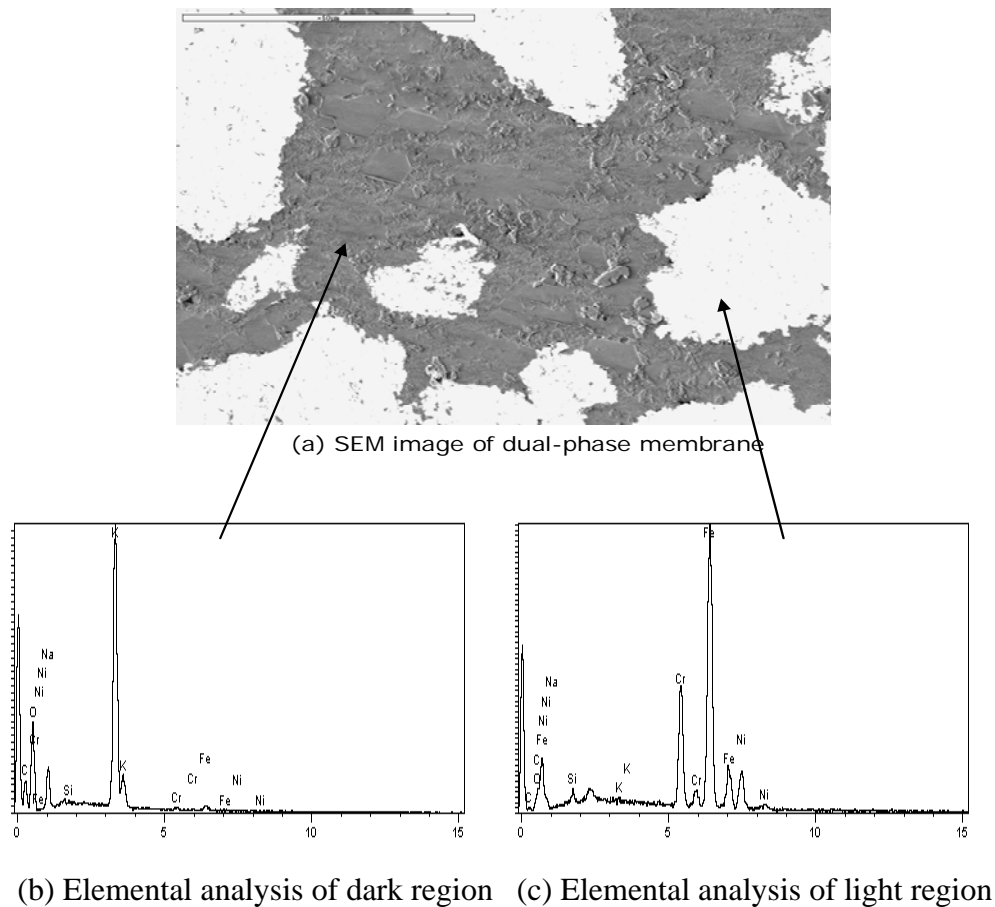 50um
(a) SEM image of dual-phase membrane
K
Na
Ni
Ni
O
Cr
C
Fe
Si
K
Fe
Cr
Ni
Cr
Fe
Ni
0 5 10 15
Fe
Cr
Na
Ni
Ni
Fe
C
O
C
Si
K
K
Cr
Ni
Fe
Ni
0 5 10 15
(b) Elemental analysis of dark region (c) Elemental analysis of light region